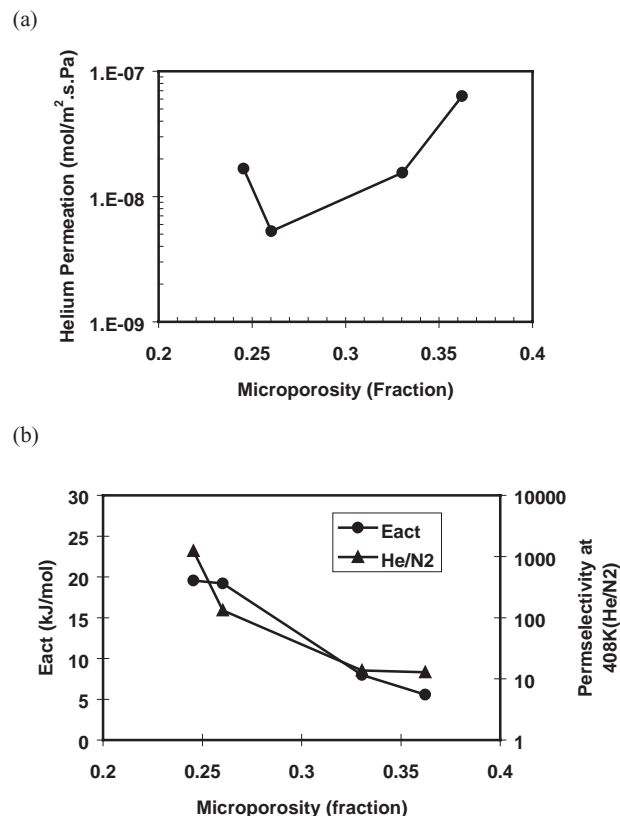 (a)
1.E-07
1.E-08
1.E-09
Helium Permeation (mol/m².s.Pa)
0.2 0.25 0.3 0.35 0.4
Microporosity (Fraction)
(b)
30
25
20
15
10
5
0
Eact (kJ/mol)
Eact
He/N2
10000
1000
100
10
1
Permselectivity at
408K(He/N2)
0.2 0.25 0.3 0.35 0.4
Microporosity (fraction)